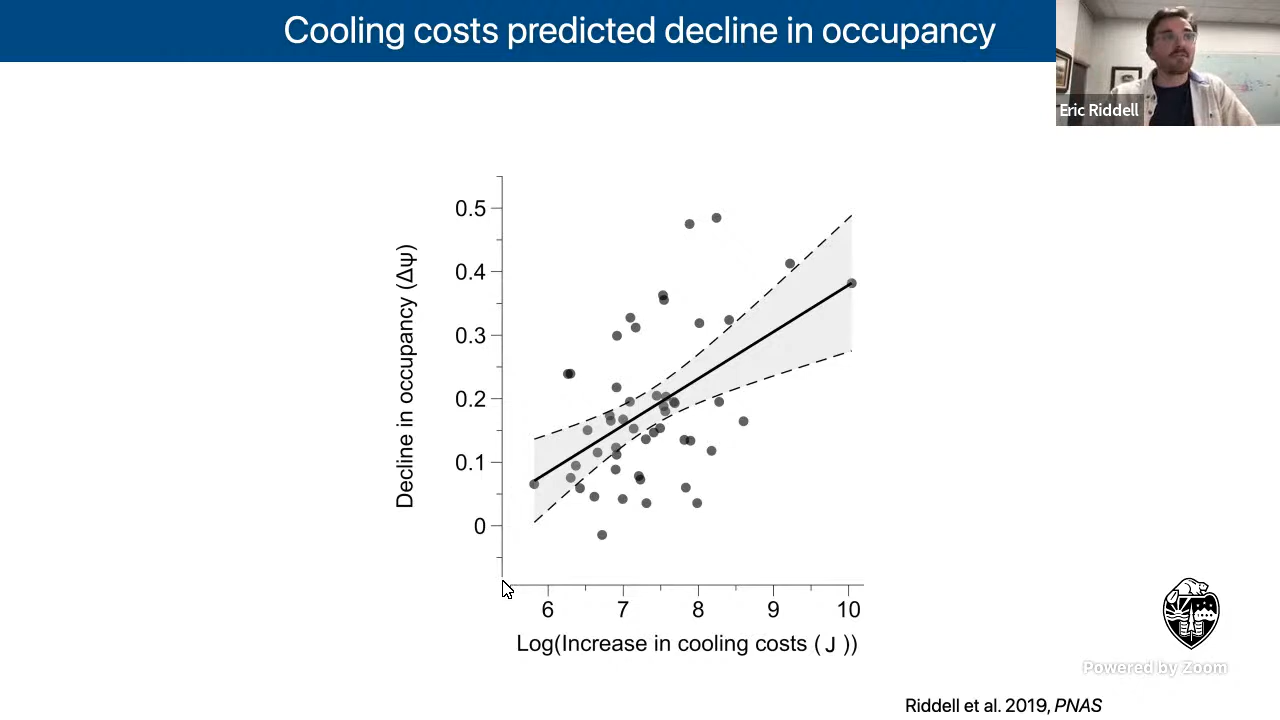 Cooling costs predicted decline in occupancy
Eric Riddell
Decline in occupancy (Δψ)
0.5
0.4
0.3
0.2
0.1
0
6 7 8 9 10
Log(Increase in cooling costs ( J ))
Powered by Zoom
Riddell et al. 2019, PNAS